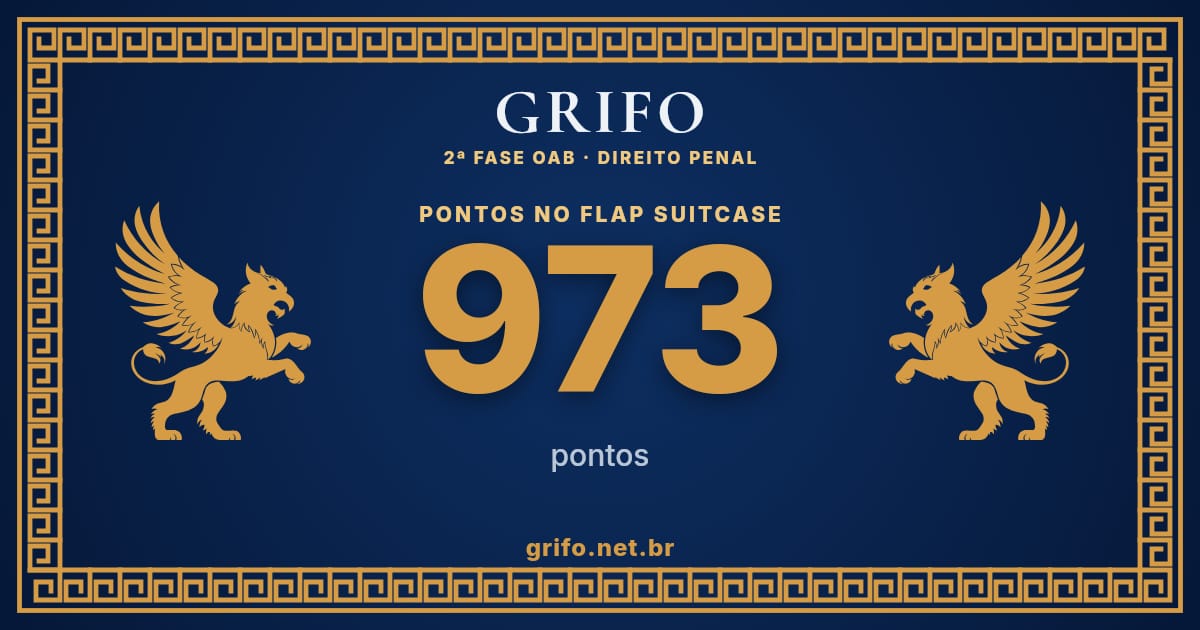 GRIFO
2ª FASE OAB · DIREITO PENAL
PONTOS NO FLAP SUITCASE
973
pontos
grifo.net.br